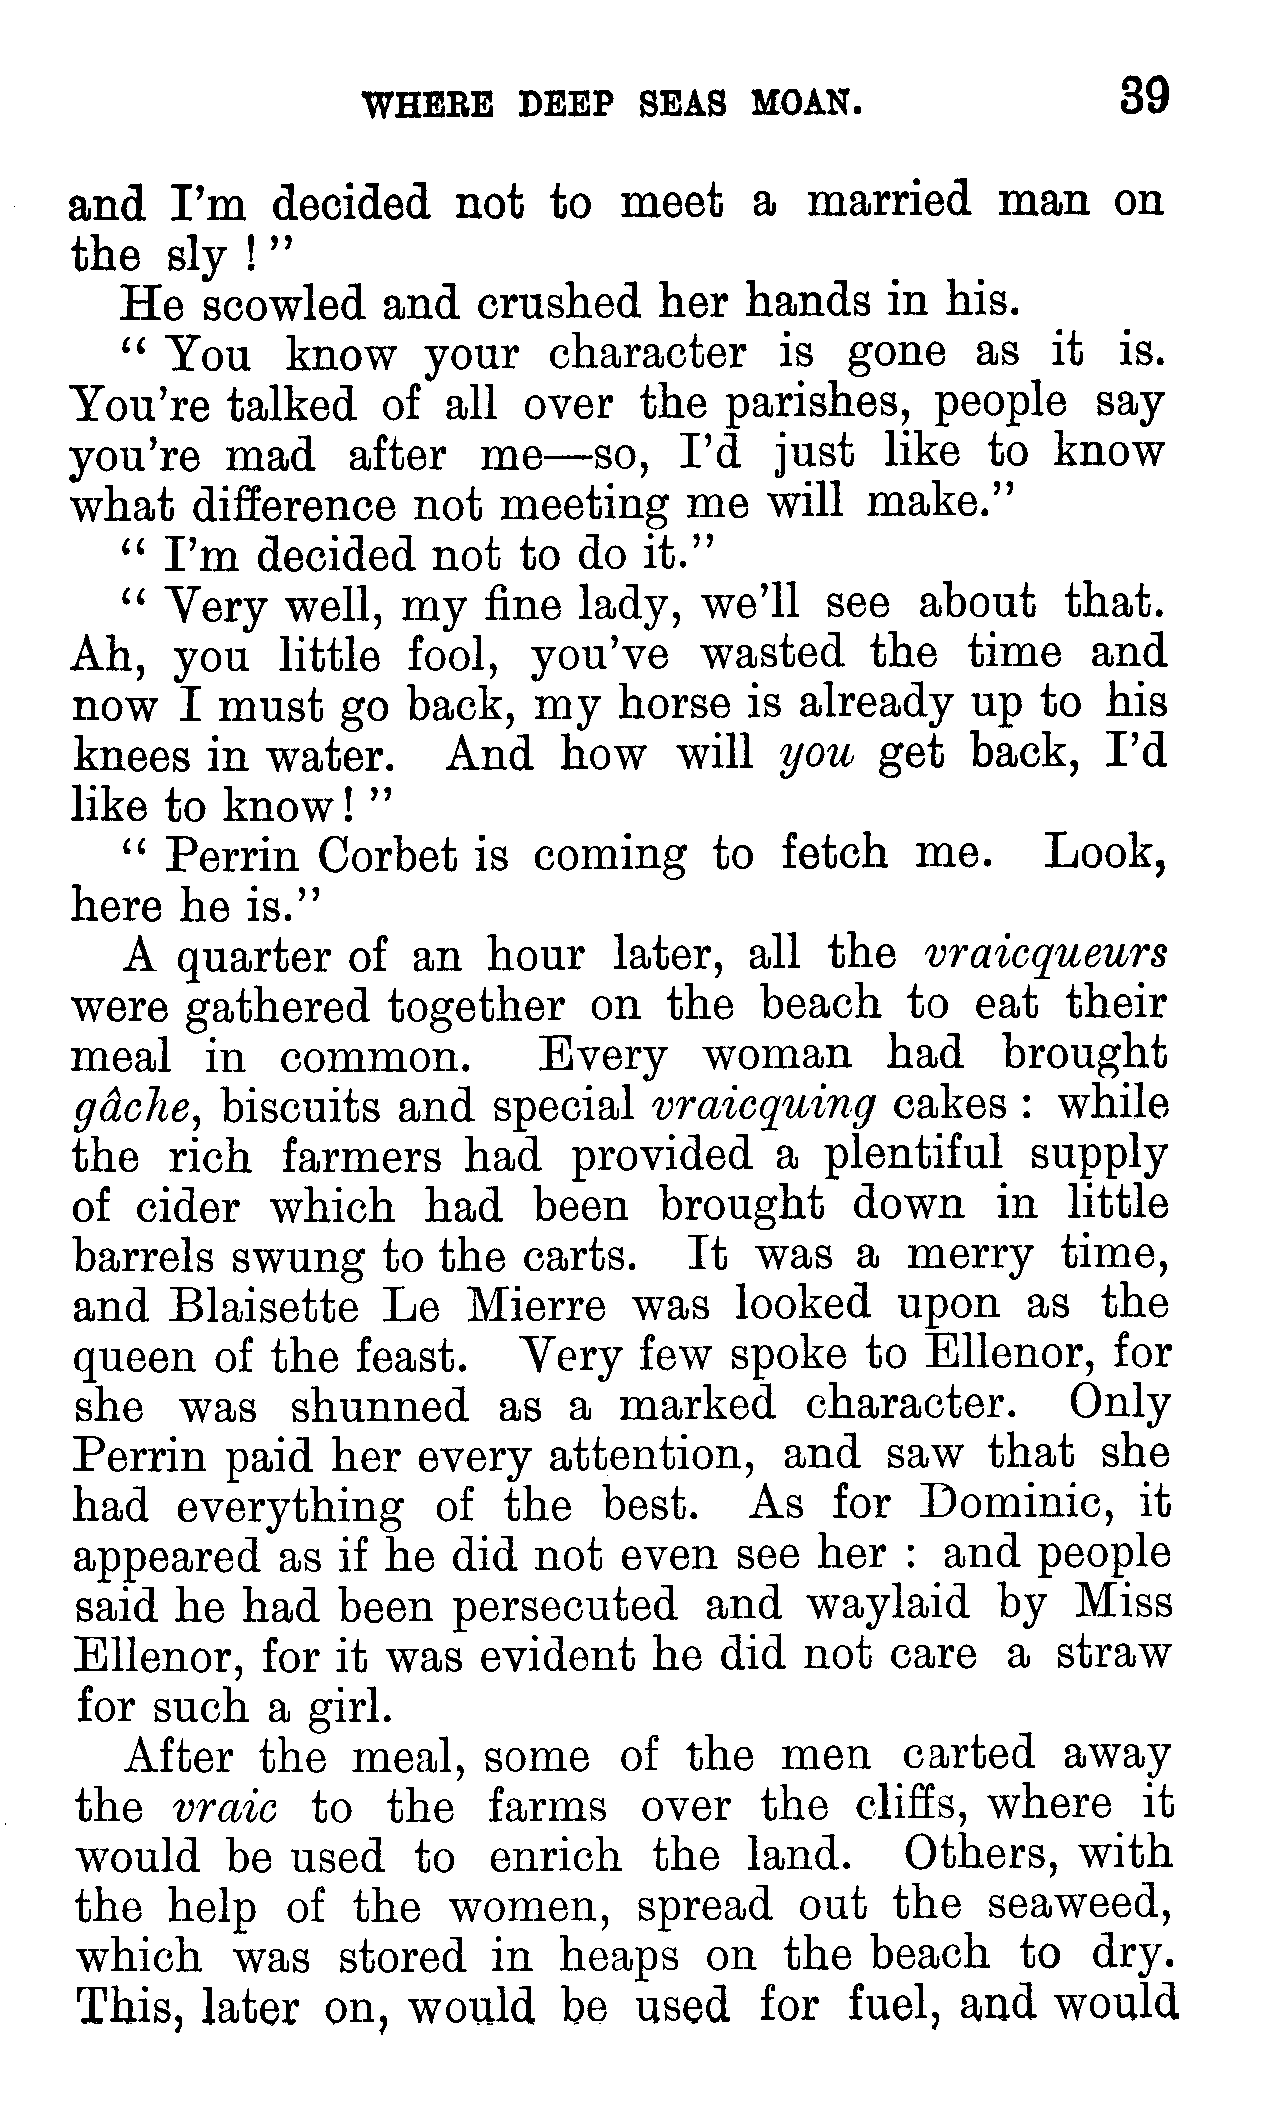 WHERE DEEP SEAS MOAN. 39
and I'm decided not to meet a married man on
the sly ! "
He scowled and crushed her hands in his.
" You know your character is gone as it is.
You're talked of all over the parishes, people say
you're mad after me—so, I'd just like to know
what difference not meeting me will make."
" I'm decided not to do it."
" Very well, my fine lady, we'll see about that.
Ah, you little fool, you've wasted the time and
now I must go back, my horse is already up to his
knees in water. And how will you get back, I'd
like to know! "
" Perrin Corbet is coming to fetch me. Look,
here he is."
A quarter of an hour later, all the vraicqueurs
were gathered together on the beach to eat their
meal in common. Every woman had brought
gâche, biscuits and special vraicquing cakes : while
the rich farmers had provided a plentiful supply
of cider which had been brought down in little
barrels swung to the carts. It was a merry time,
and Blaisette Le Mierre was looked upon as the
queen of the feast. Very few spoke to Ellenor, for
she was shunned as a marked character. Only
Perrin paid her every attention, and saw that she
had everything of the best. As for Dominic, it
appeared as if he did not even see her : and people
said he had been persecuted and waylaid by Miss
Ellenor, for it was evident he did not care a straw
for such a girl.
After the meal, some of the men carted away
the vraic to the farms over the cliffs, where it
would be used to enrich the land. Others, with
the help of the women, spread out the seaweed,
which was stored in heaps on the beach to dry.
This, later on, would be used for fuel, and would